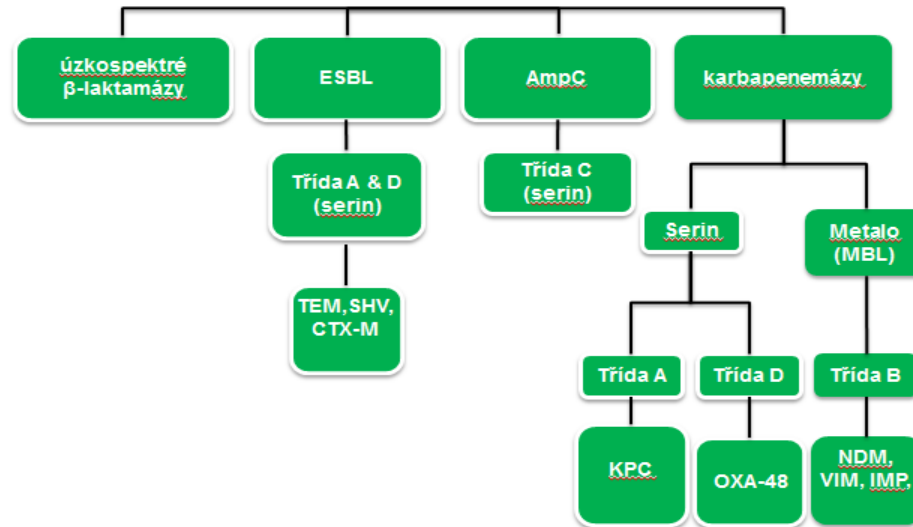 úzkospektré
β-laktamázy
ESBL
AmpC
karbapenemázy
Třída A & D
(serin)
Třída C
(serin)
Serin
Metalo
(MBL)
TEM,SHV,
CTX-M
Třída A
Třída D
Třída B
KPC
OXA-48
NDM,
VIM, IMP,